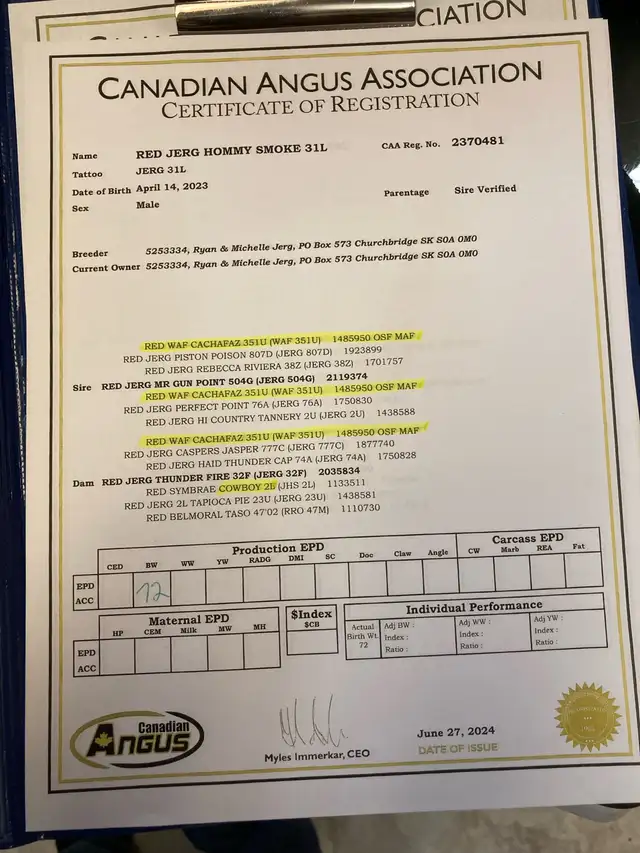 CIATION
CANADIAN ANGUS ASSOCIATION
CERTIFICATE OF REGISTRATION
Name RED JERG HOMMY SMOKE 31L CAA Reg. No. 2370481
Tattoo JERG 31L
Date of Birth April 14, 2023 Parentage Sire Verified
Sex Male
Breeder 5253334, Ryan & Michelle Jerg, PO Box 573 Churchbridge SK S0A 0M0
Current Owner 5253334, Ryan & Michelle Jerg, PO Box 573 Churchbridge SK S0A 0M0
RED WAF CACHAFAZ 351U (WAF 351U) 1485950 OSF MAF
RED JERG PISTON POISON 807D (JERG 807D) 1923899
RED JERG REBECCA RIVIERA 38Z (JERG 38Z) 1701757
Sire RED JERG MR GUN POINT 504G (JERG 504G) 2119374
RED WAF CACHAFAZ 351U (WAF 351U) 1485950 OSF MAF
RED JERG PERFECT POINT 76A (JERG 76A) 1750830
RED JERG HI COUNTRY TANNERY 2U (JERG 2U) 1438588
RED WAF CACHAFAZ 351U (WAF 351U) 1485950 OSF MAF
RED JERG CASPERS JASPER 777C (JERG 777C) 1877740
RED JERG HAID THUNDER CAP 74A (JERG 74A) 1750828
Dam RED JERG THUNDER FIRE 32F (JERG 32F) 2035834
RED SYMBRAE COWBOY 2L (JHS 2L) 1133511
RED JERG 2L TAPIOCA PIE 23U (JERG 23U) 1438581
RED BELMORAL TASO 47'02 (RRO 47M) 1110730
Production EPD Carcass EPD
CED BW WW YW RADG DMI SC Doc Claw Angle CW Marb REA Fat
EPD 72
ACC
Maternal EPD $Index Individual Performance
HP CEM Milk MW MH $CB Actual Birth Wt. 72 Adj BW : Adj WW : Adj YW :
Index : Index : Index :
Ratio : Ratio : Ratio :
EPD
ACC
Canadian
ANGUS
Myles Immerkar, CEO
June 27, 2024
DATE OF ISSUE